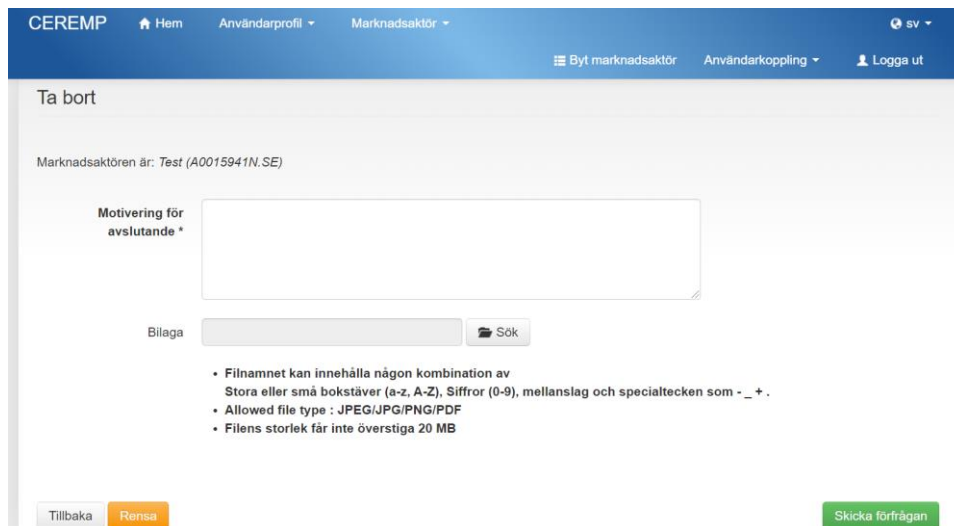 CEREMP Hem Användarprofil Marknadsaktör sv
Byt marknadsaktör Användarkoppling Logga ut
Ta bort
Marknadsaktören är: Test (A0015941N.SE)
Motivering för
avslutande *
Bilaga Sök
• Filnamnet kan innehålla någon kombination av
Stora eller små bokstäver (a-z, A-Z), Siffror (0-9), mellanslag och specialtecken som - _ + .
• Allowed file type : JPEG/JPG/PNG/PDF
• Filens storlek får inte överstiga 20 MB
Tillbaka Rensa Skicka förfrågan